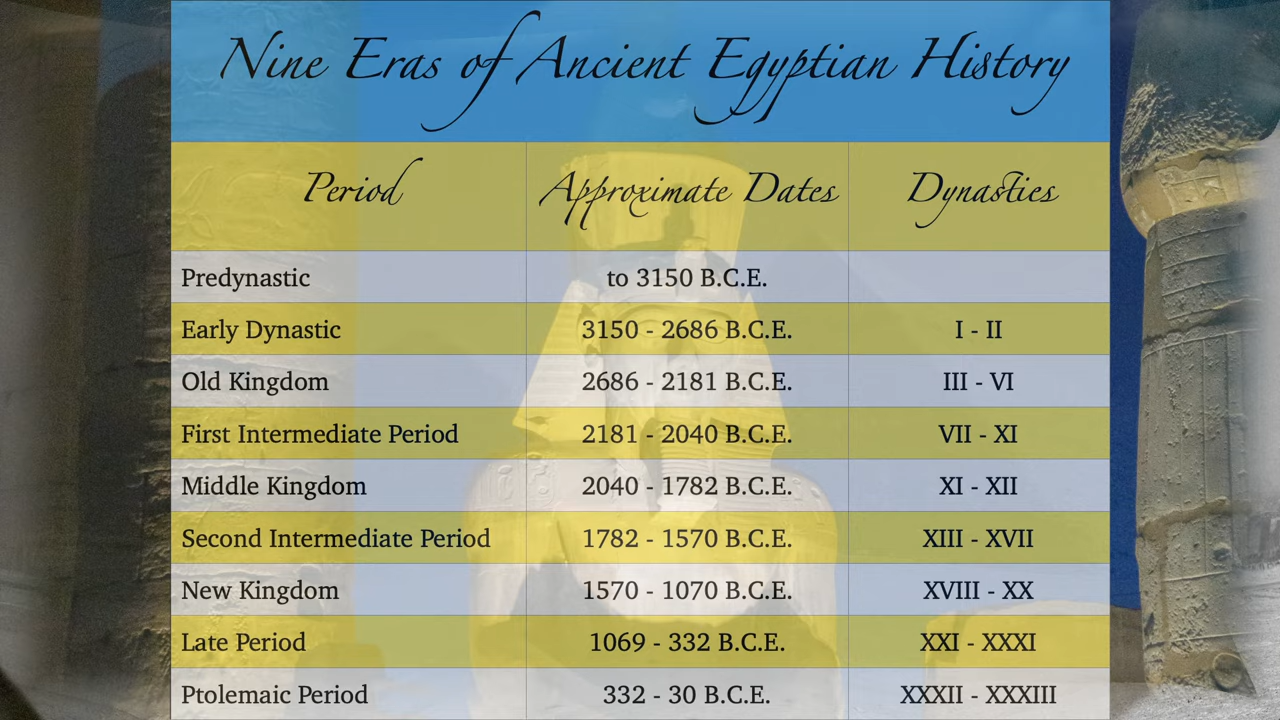 Nine Eras of Ancient Egyptian History
Period Approximate Dates Dynasties
Predynastic to 3150 B.C.E.
Early Dynastic 3150 - 2686 B.C.E. I - II
Old Kingdom 2686 - 2181 B.C.E. III - VI
First Intermediate Period 2181 - 2040 B.C.E. VII - XI
Middle Kingdom 2040 - 1782 B.C.E. XI - XII
Second Intermediate Period 1782 - 1570 B.C.E. XIII - XVII
New Kingdom 1570 - 1070 B.C.E. XVIII - XX
Late Period 1069 - 332 B.C.E. XXI - XXXI
Ptolemaic Period 332 - 30 B.C.E. XXXII - XXXIII